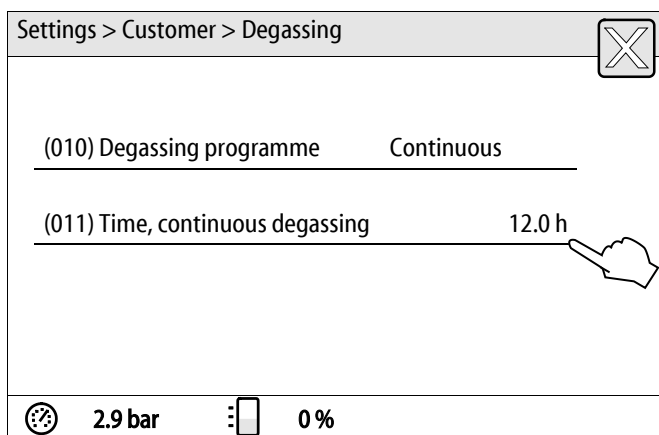 Settings > Customer > Degassing
(010) Degassing programme Continuous
(011) Time, continuous degassing 12.0 h
2.9 bar 0 %